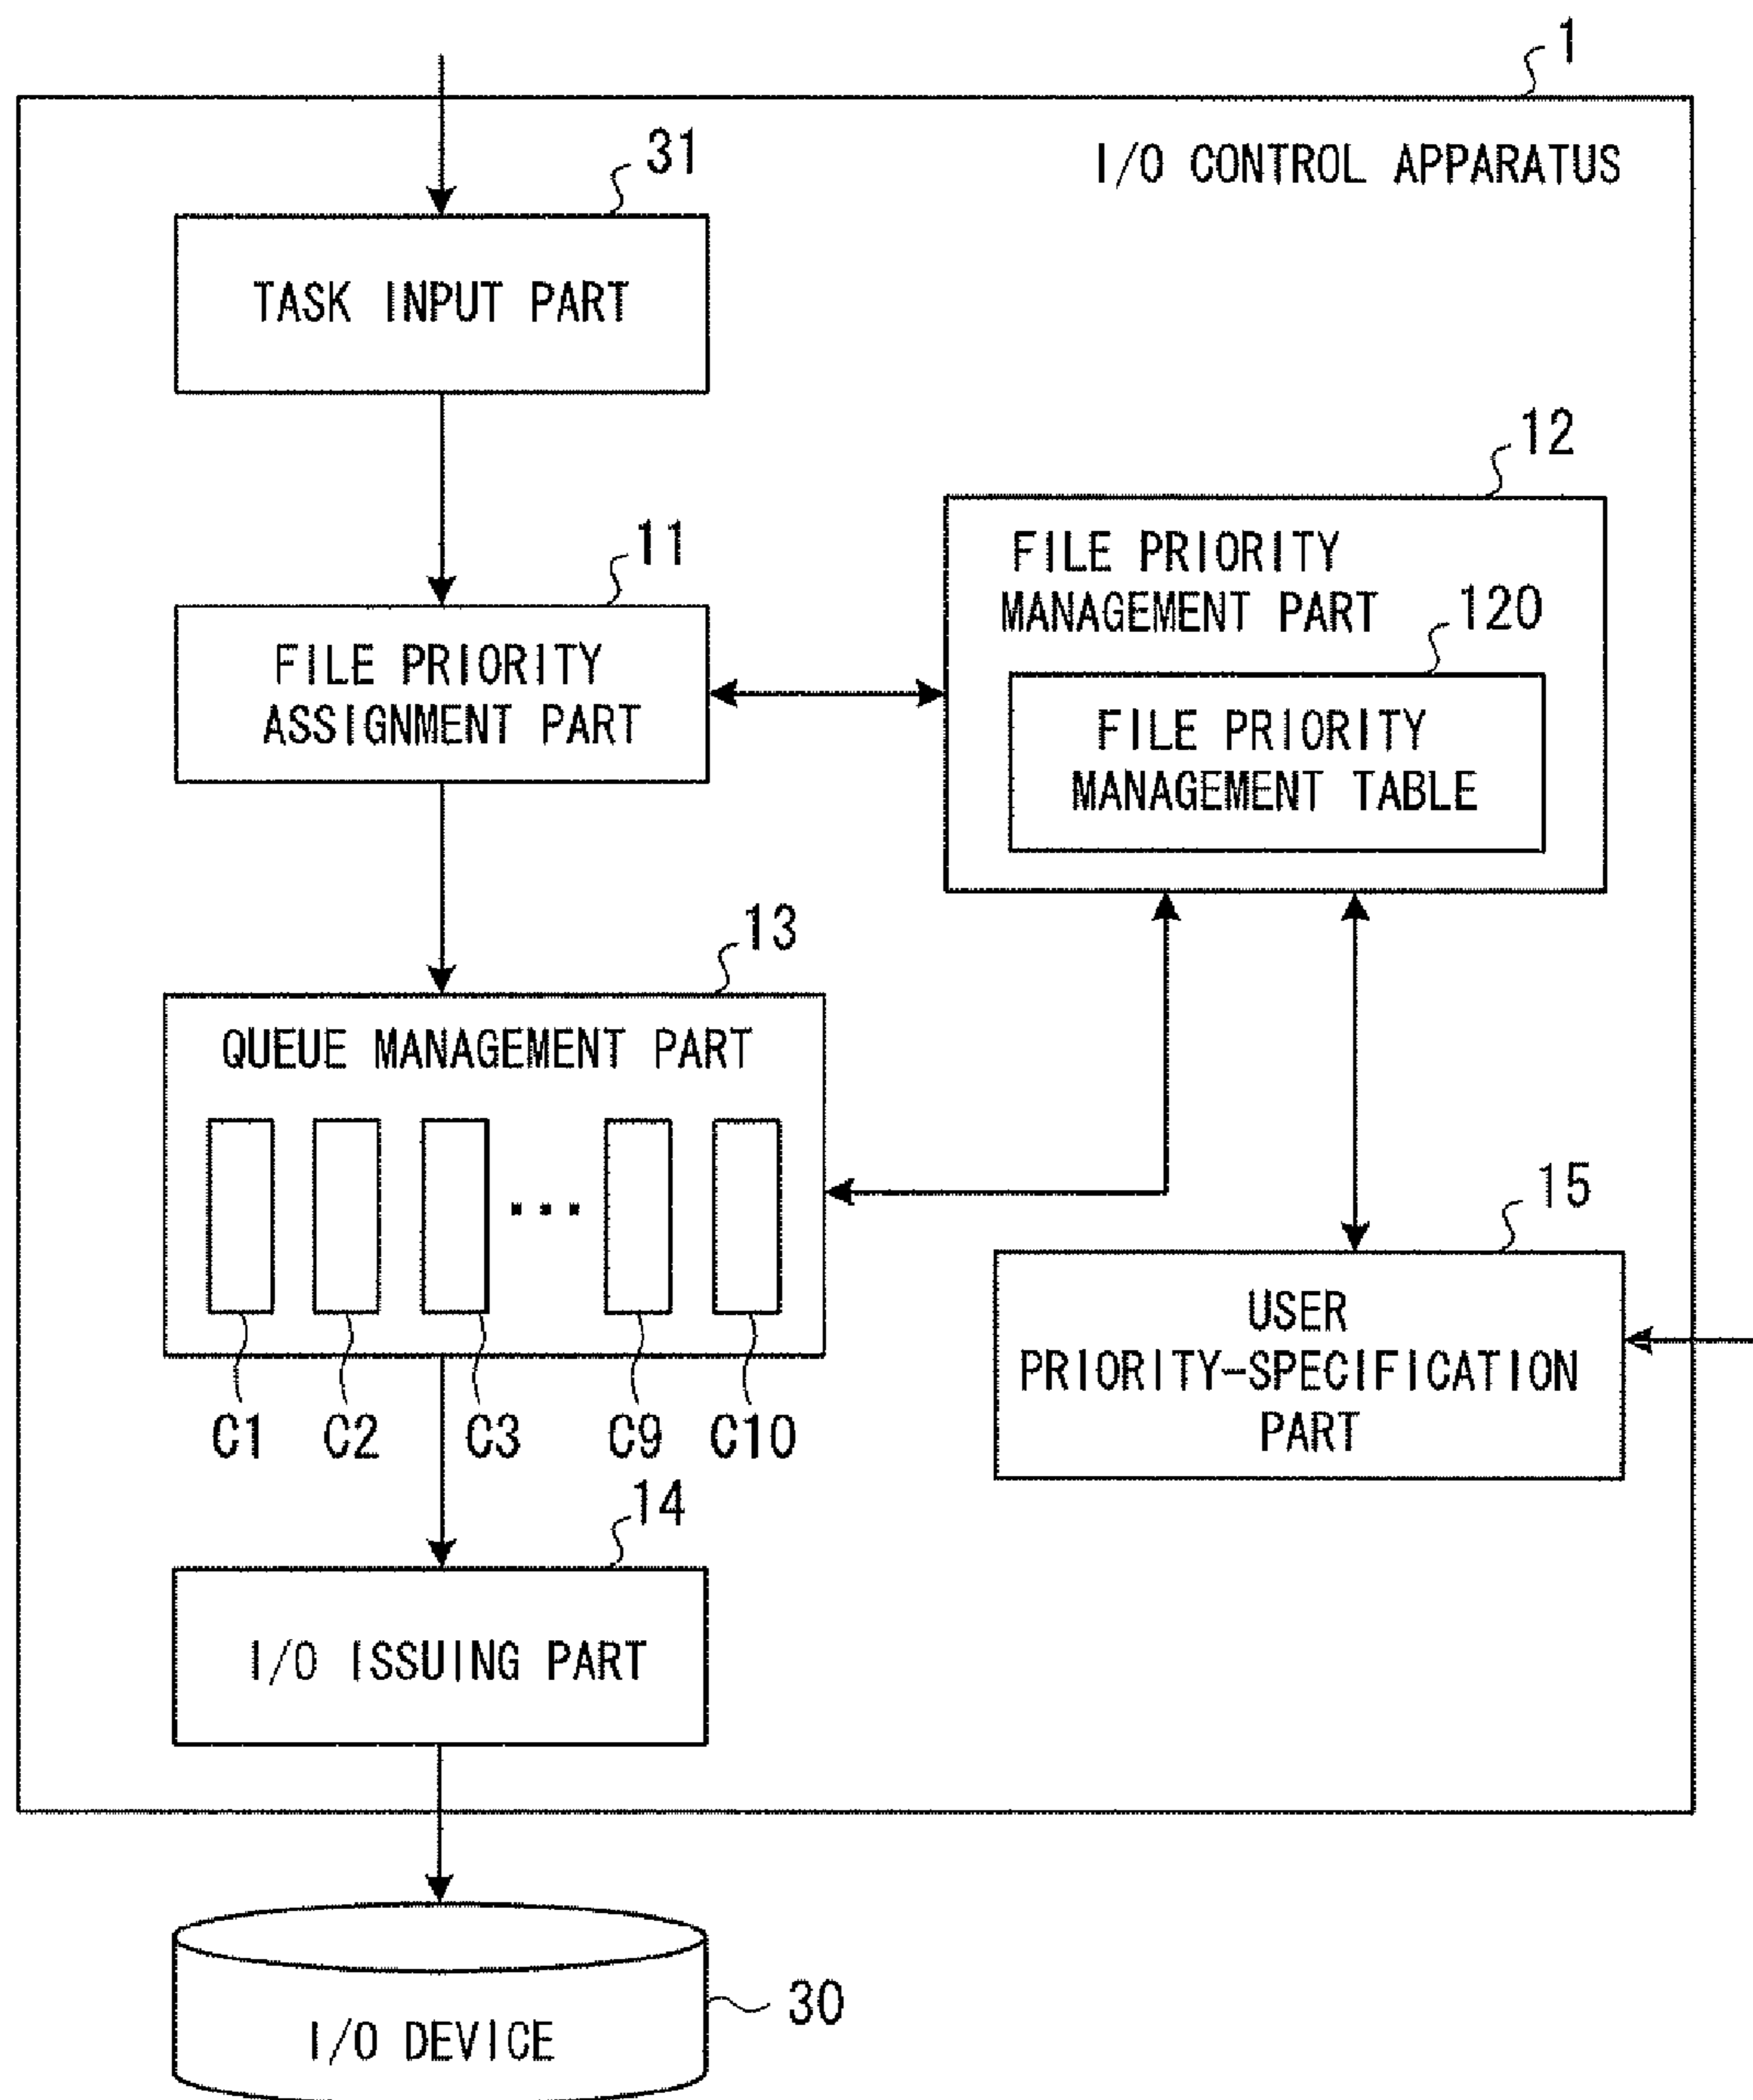 1
I/O CONTROL APPARATUS
31
TASK INPUT PART
12
FILE PRIORITY
MANAGEMENT PART
120
FILE PRIORITY
MANAGEMENT TABLE
11
FILE PRIORITY
ASSIGNMENT PART
13
QUEUE MANAGEMENT PART
...
C1 C2 C3 C9 C10
15
USER
PRIORITY-SPECIFICATION
PART
14
I/O ISSUING PART
30
I/O DEVICE